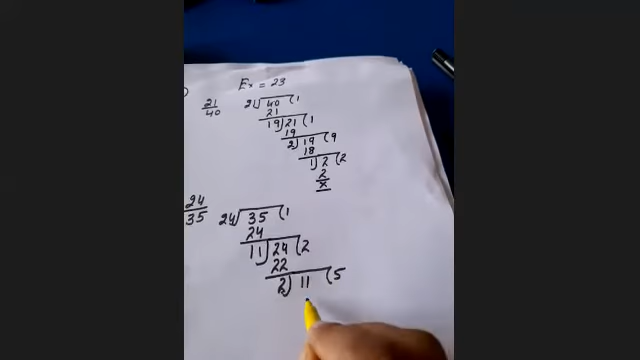 Ex = 23
21/40 21) 40 (1
21
19) 21 (1
19
2) 19 (9
18
1) 2 (2
2
x
24/35 24) 35 (1
24
11) 24 (2
22
2) 11 (5